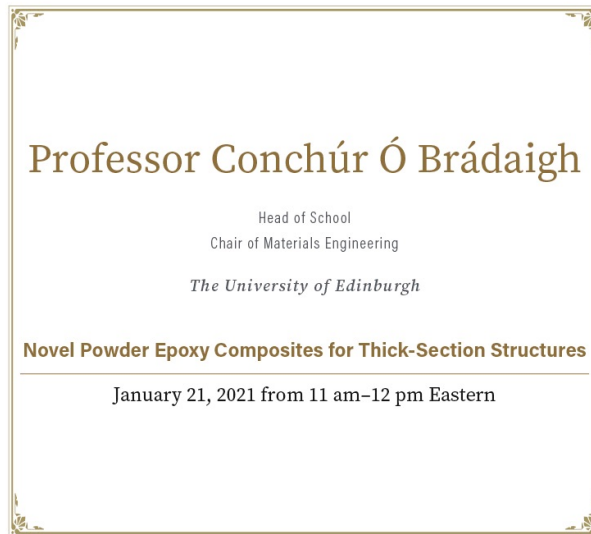 Professor Conchúr Ó Brádaigh
Head of School
Chair of Materials Engineering
The University of Edinburgh
Novel Powder Epoxy Composites for Thick-Section Structures
January 21, 2021 from 11 am–12 pm Eastern